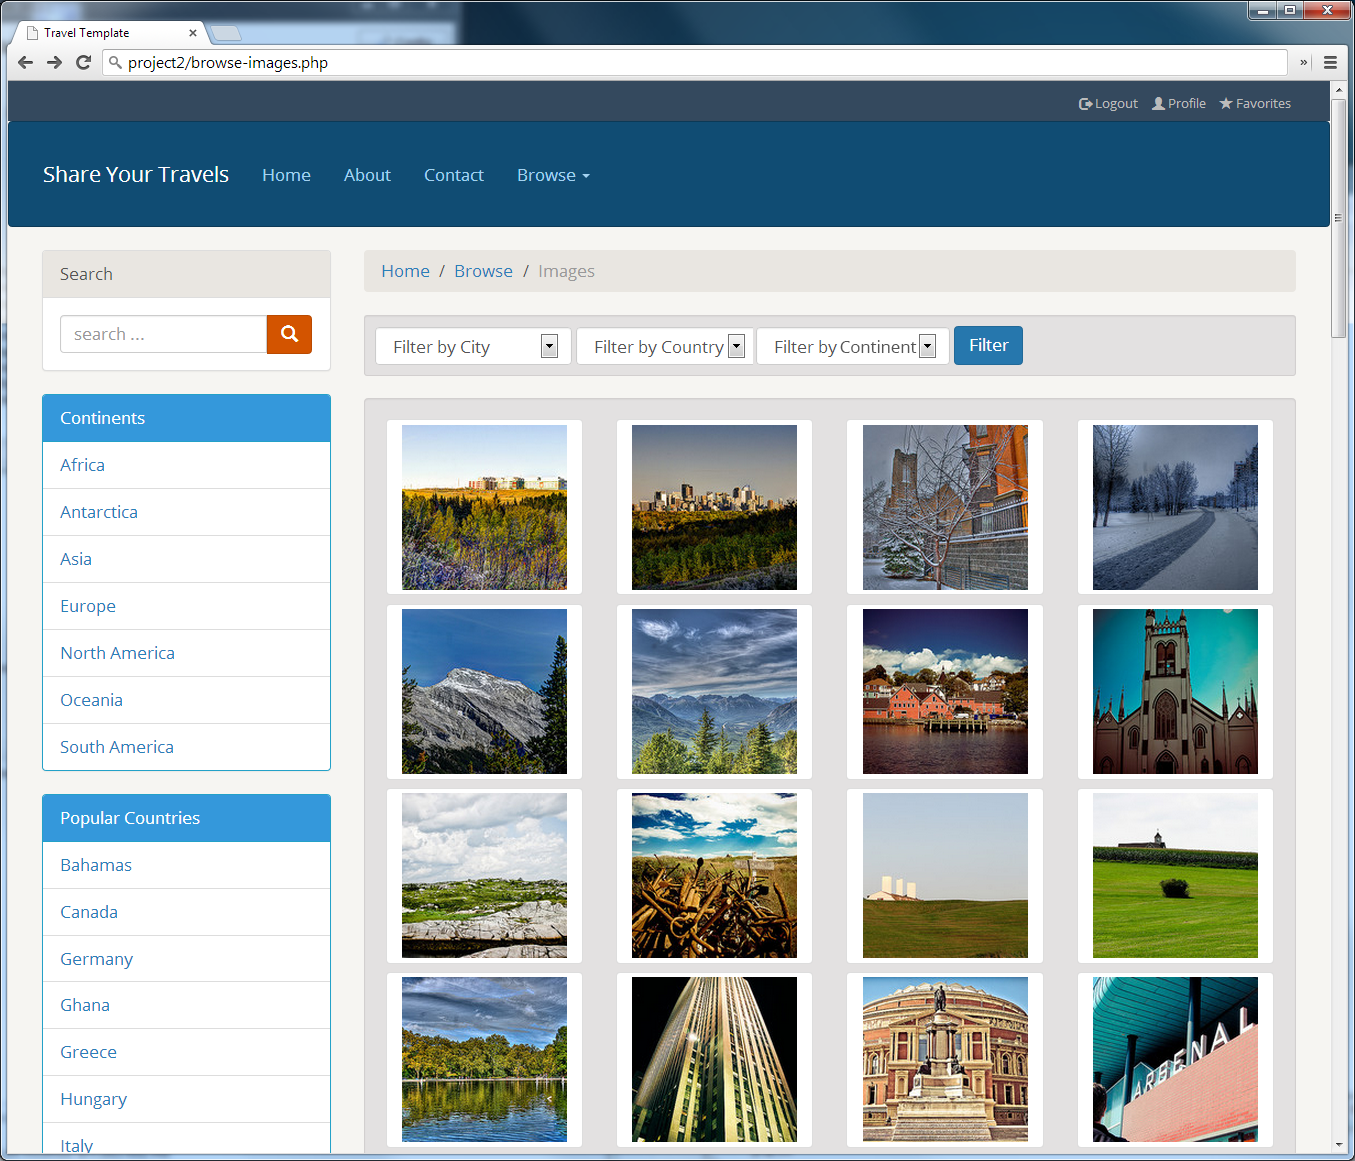 Travel Template
project2/browse-images.php
»
Logout Profile Favorites
Share Your Travels Home About Contact Browse
Search
search ...
Continents
Africa
Antarctica
Asia
Europe
North America
Oceania
South America
Popular Countries
Bahamas
Canada
Germany
Ghana
Greece
Hungary
Italy
Home / Browse / Images
Filter by City Filter by Country Filter by Continent Filter
ARSENAL